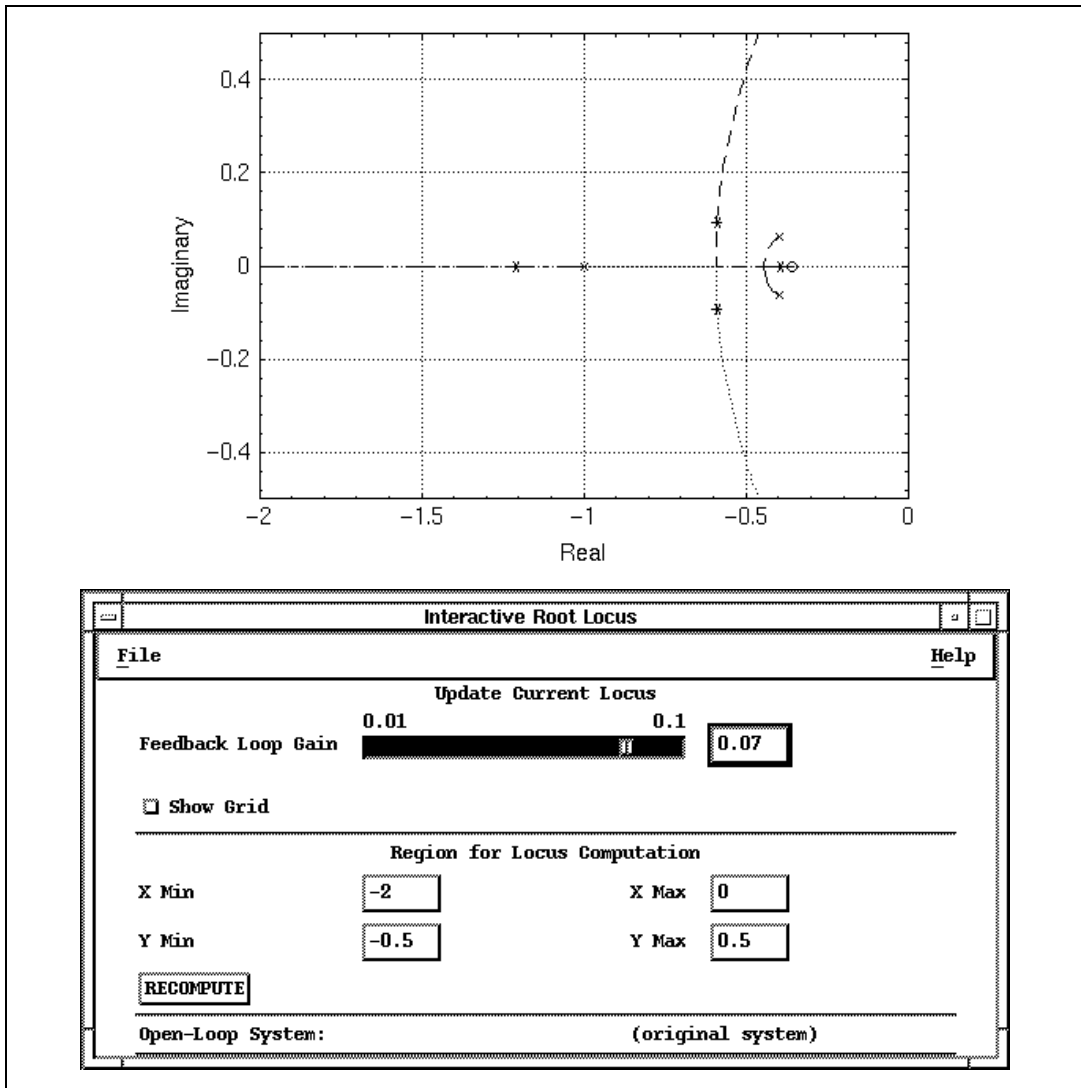 0.4
0.2
0
−0.2
−0.4
Imaginary
−2 −1.5 −1 −0.5 0
Real
Interactive Root Locus
File Help
Update Current Locus
0.01 0.1
Feedback Loop Gain 0.07
Show Grid
Region for Locus Computation
X Min -2 X Max 0
Y Min -0.5 Y Max 0.5
RECOMPUTE
Open-Loop System: (original system)